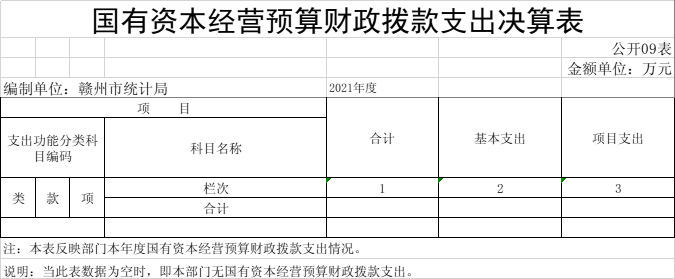 国有资本经营预算财政拨款支出决算表
公开09表
金额单位：万元
编制单位：赣州市统计局 2021年度
项 目
支出功能分类科目编码 科目名称 合计 基本支出 项目支出
类 款 项 栏次 1 2 3
合计
注：本表反映部门本年度国有资本经营预算财政拨款支出情况。
说明：当此表数据为空时，即本部门无国有资本经营预算财政拨款支出。